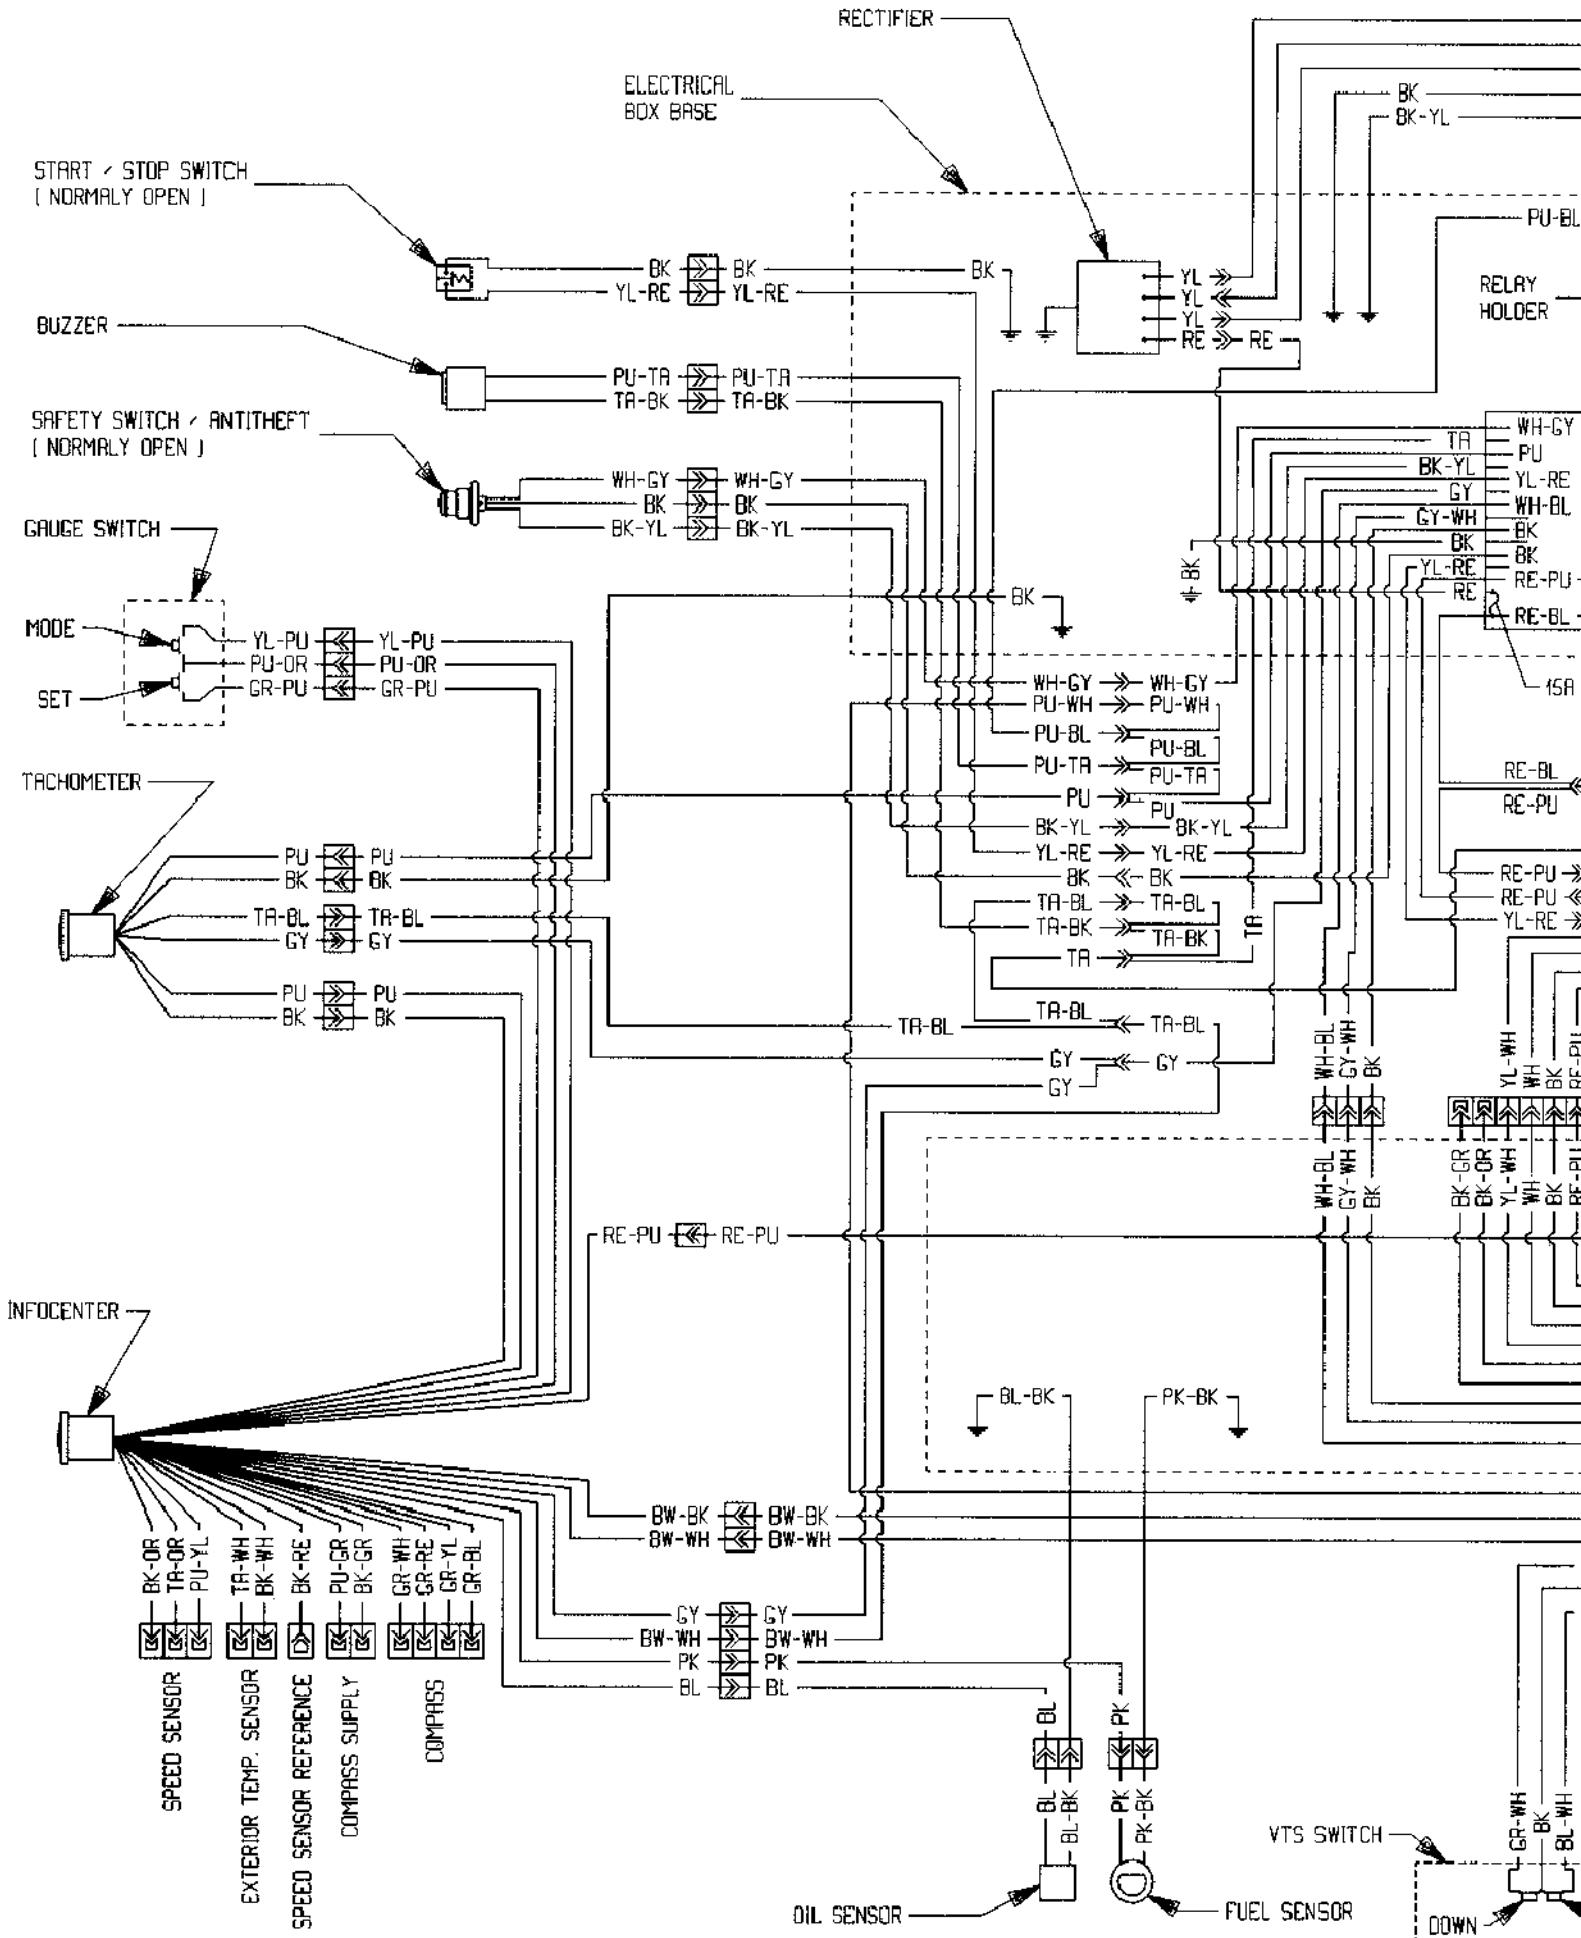 RECTIFIER
ELECTRICAL
BOX BASE
BK
BK-YL
START / STOP SWITCH
( NORMALY OPEN )
PU-BL
BK BK BK
YL-RE YL-RE
YL
YL
YL
RE RE
RELAY
HOLDER
BUZZER
PU-TA PU-TA
TA-BK TA-BK
SAFETY SWITCH / ANTITHEFT
( NORMALY OPEN )
WH-GY WH-GY
BK BK
BK-YL BK-YL
WH-GY
TA
PU
BK-YL
YL-RE
GY
WH-BL
GY-WH
BK
BK
BK
YL-RE
RE-PU
RE
RE-BL
BK
BK
15A
GAUGE SWITCH
MODE
SET
YL-PU YL-PU
PU-OR PU-OR
GR-PU GR-PU
WH-GY WH-GY
PU-WH PU-WH
PU-BL
PU-BL
PU-TA
PU-TA
PU
PU
BK-YL BK-YL
YL-RE YL-RE
BK BK
TA-BL TA-BL
TA-BK
TA-BK
TA
TA
TA-BL
TA-BL TA-BL
GY GY
GY
RE-BL
RE-PU
RE-PU
RE-PU
YL-RE
TACHOMETER
PU PU
BK BK
TA-BL TA-BL
GY GY
PU PU
BK BK
WH-BL
GY-WH
BK
YL-WH
WH
BK
RE-PU
WH-BL
GY-WH
BK
BK-GR
BK-OR
YL-WH
WH
BK
RE-PU
RE-PU RE-PU
INFOCENTER
BL-BK
PK-BK
BW-BK BW-BK
BW-WH BW-WH
BK-OR
TA-OR
PU-YL
TA-WH
BK-WH
BK-RE
PU-GR
BK-GR
GR-WH
GR-RE
GR-YL
GR-BL
GY GY
BW-WH BW-WH
PK PK
BL BL
SPEED SENSOR
EXTERIOR TEMP. SENSOR
SPEED SENSOR REFERENCE
COMPASS SUPPLY
COMPASS
BL
PK
BL
BL-BK
PK
PK-BK
OIL SENSOR
FUEL SENSOR
VTS SWITCH
GR-WH
BK
BL-WH
DOWN